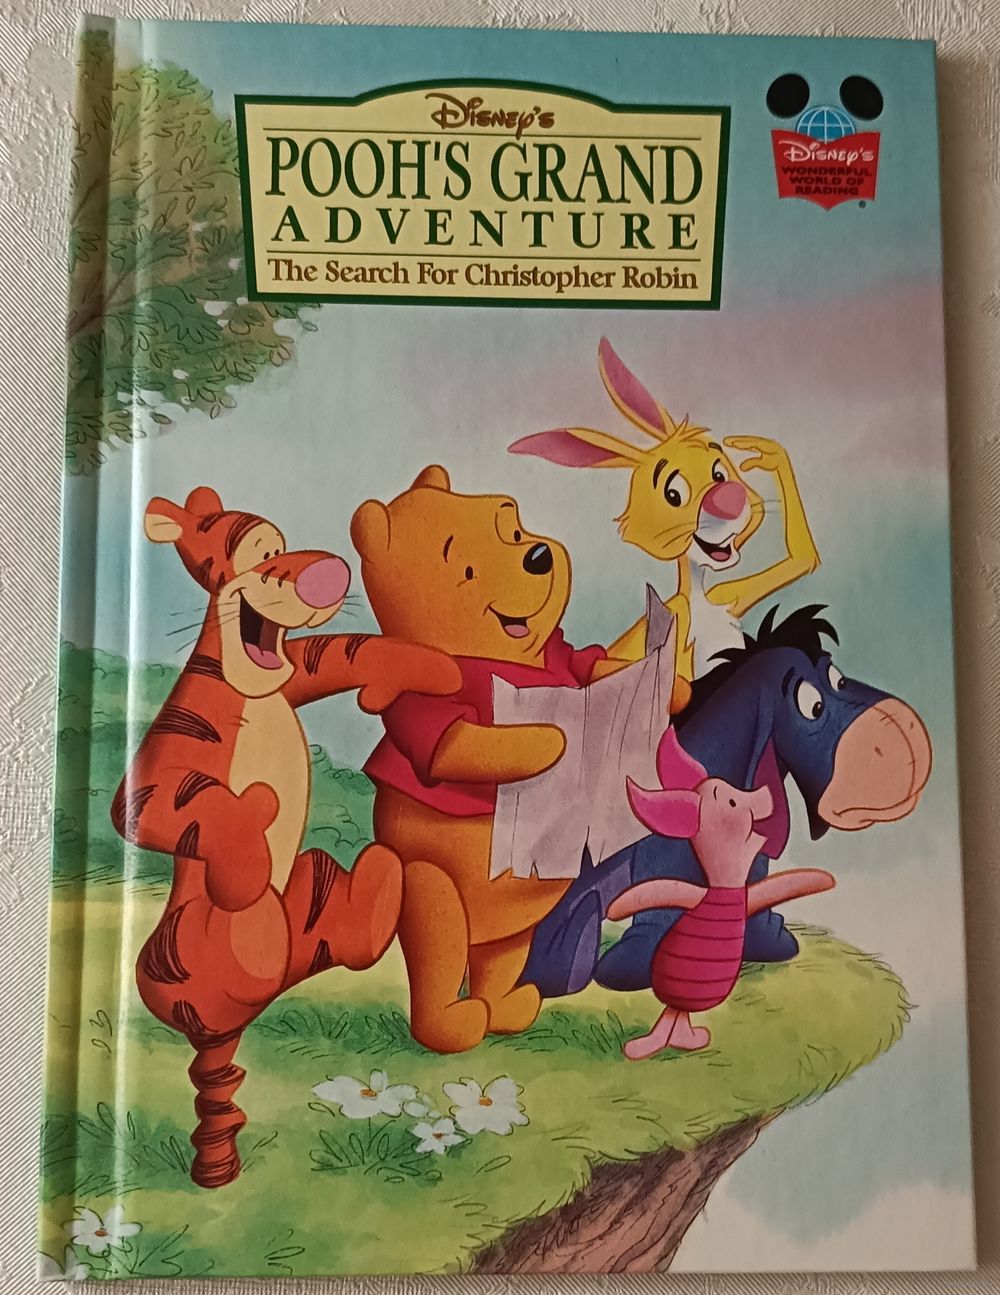 Disney's
POOH'S GRAND
ADVENTURE
The Search For Christopher Robin
Disney's
WONDERFUL
WORLD OF
READING
®